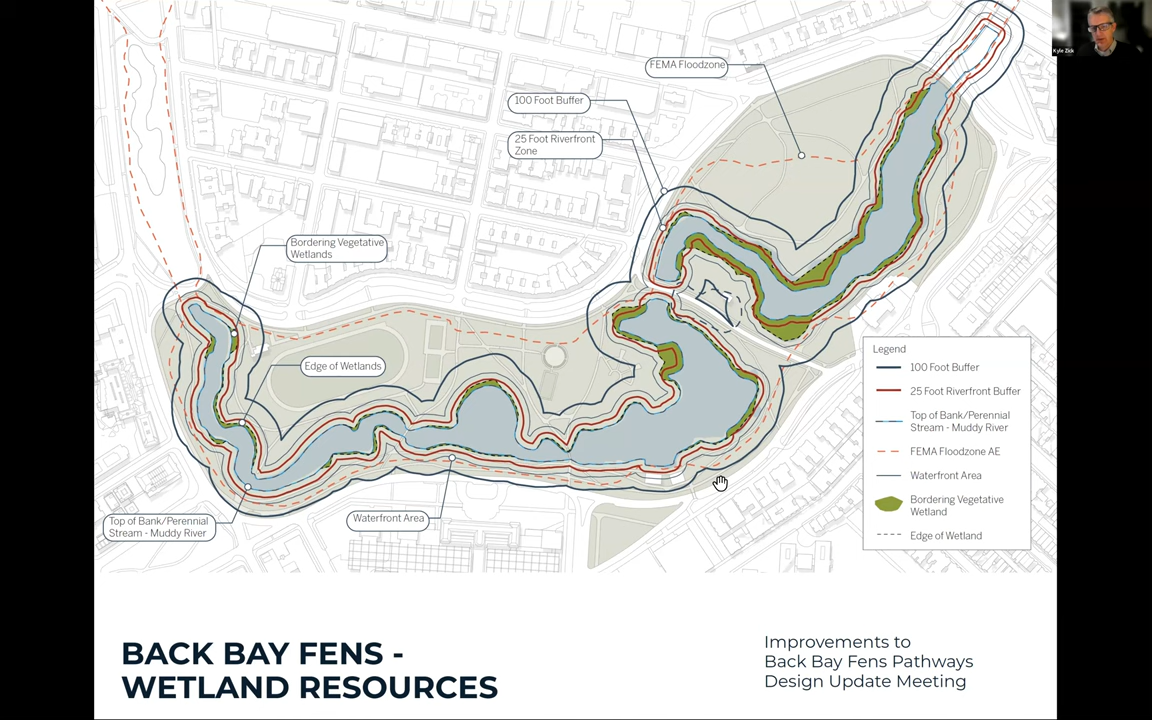 FEMA Floodzone
100 Foot Buffer
25 Foot Riverfront
Zone
Bordering Vegetative
Wetlands
Edge of Wetlands
Top of Bank/Perennial
Stream - Muddy River
Waterfront Area
Legend
100 Foot Buffer
25 Foot Riverfront Buffer
Top of Bank/Perennial
Stream - Muddy River
FEMA Floodzone AE
Waterfront Area
Bordering Vegetative
Wetland
Edge of Wetland
BACK BAY FENS -
WETLAND RESOURCES
Improvements to
Back Bay Fens Pathways
Design Update Meeting
Kyle Zick